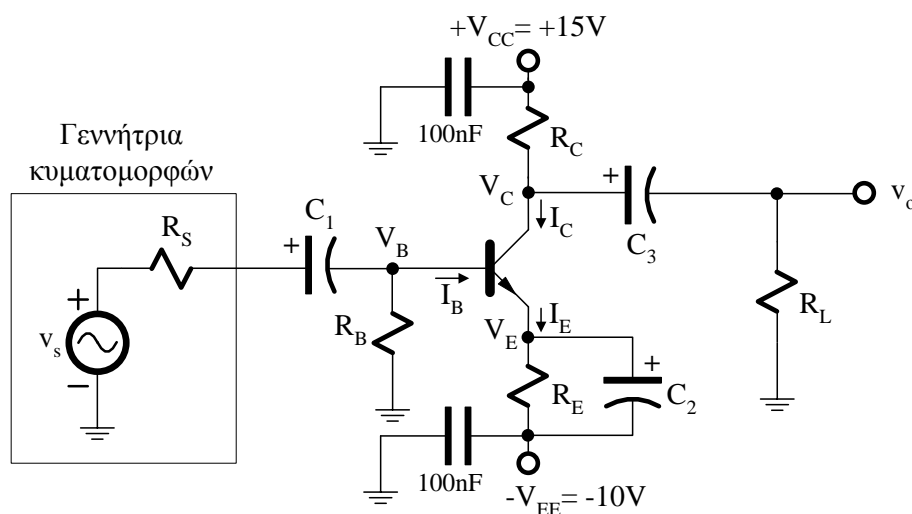 +V_CC= +15V
100nF
R_C
Γεννήτρια
κυματομορφών
V_C
I_C
C_3
v_o
R_S
C_1
V_B
I_B
R_B
v_s
V_E
I_E
R_E
C_2
R_L
100nF
-V_EE= -10V